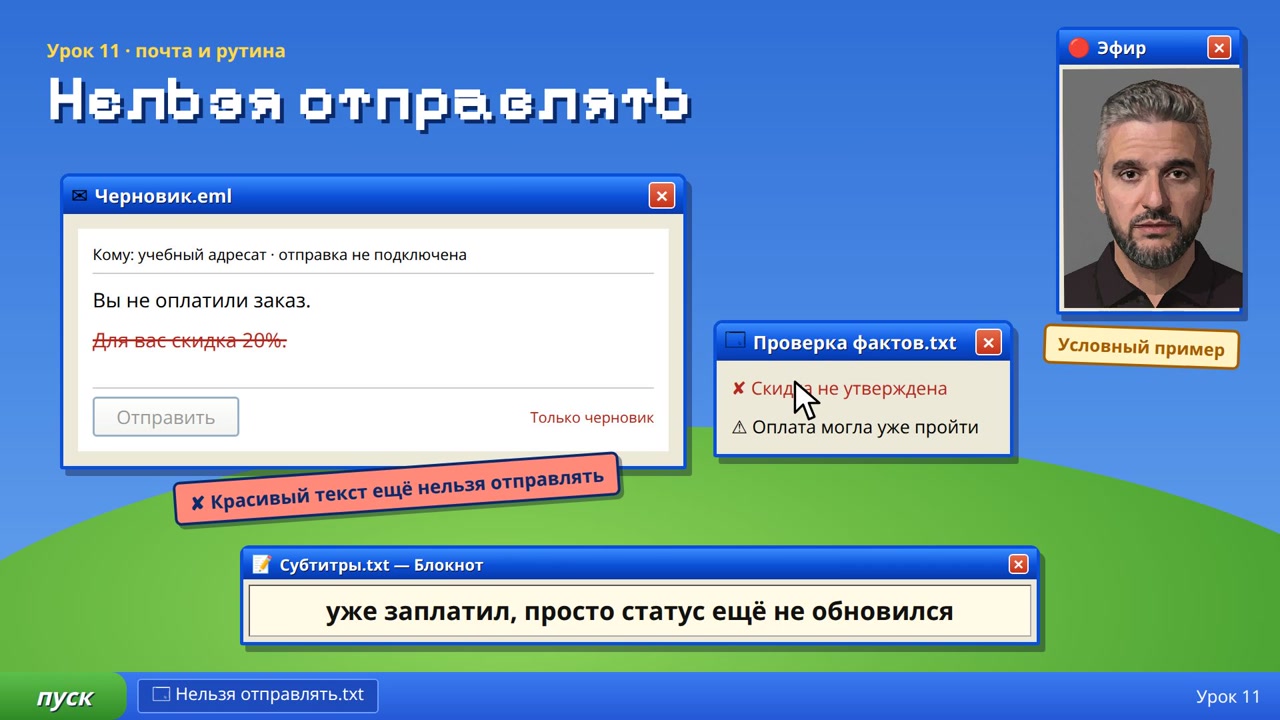 Урок 11 · почта и рутина
Нельзя отправлять
Эфир
Черновик.eml
Кому: учебный адресат · отправка не подключена
Вы не оплатили заказ.
Для вас скидка 20%.
Отправить
Только черновик
✘ Красивый текст ещё нельзя отправлять
Проверка фактов.txt
✘ Скидка не утверждена
⚠ Оплата могла уже пройти
Условный пример
Субтитры.txt — Блокнот
уже заплатил, просто статус ещё не обновился
пуск
Нельзя отправлять.txt
Урок 11